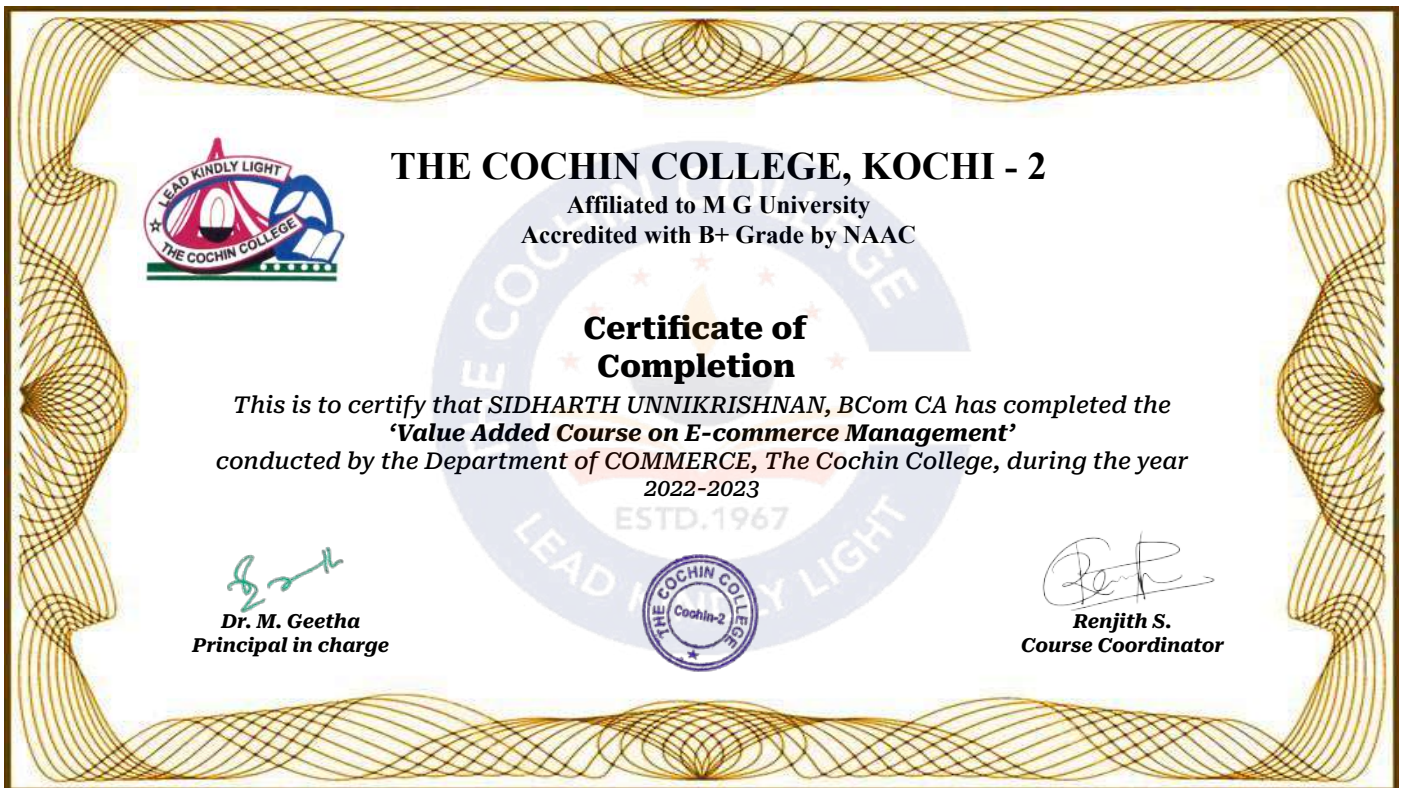 LEAD KINDLY LIGHT
THE COCHIN COLLEGE
THE COCHIN COLLEGE, KOCHI - 2
Affiliated to M G University
Accredited with B+ Grade by NAAC
THE COCHIN COLLEGE
Certificate of
Completion
This is to certify that SIDHARTH UNNIKRISHNAN, BCom CA has completed the
‘Value Added Course on E-commerce Management’
conducted by the Department of COMMERCE, The Cochin College, during the year
2022-2023
ESTD.1967
LEAD KINDLY LIGHT
THE COCHIN COLLEGE
Cochin-2
Dr. M. Geetha
Principal in charge
Renjith S.
Course Coordinator